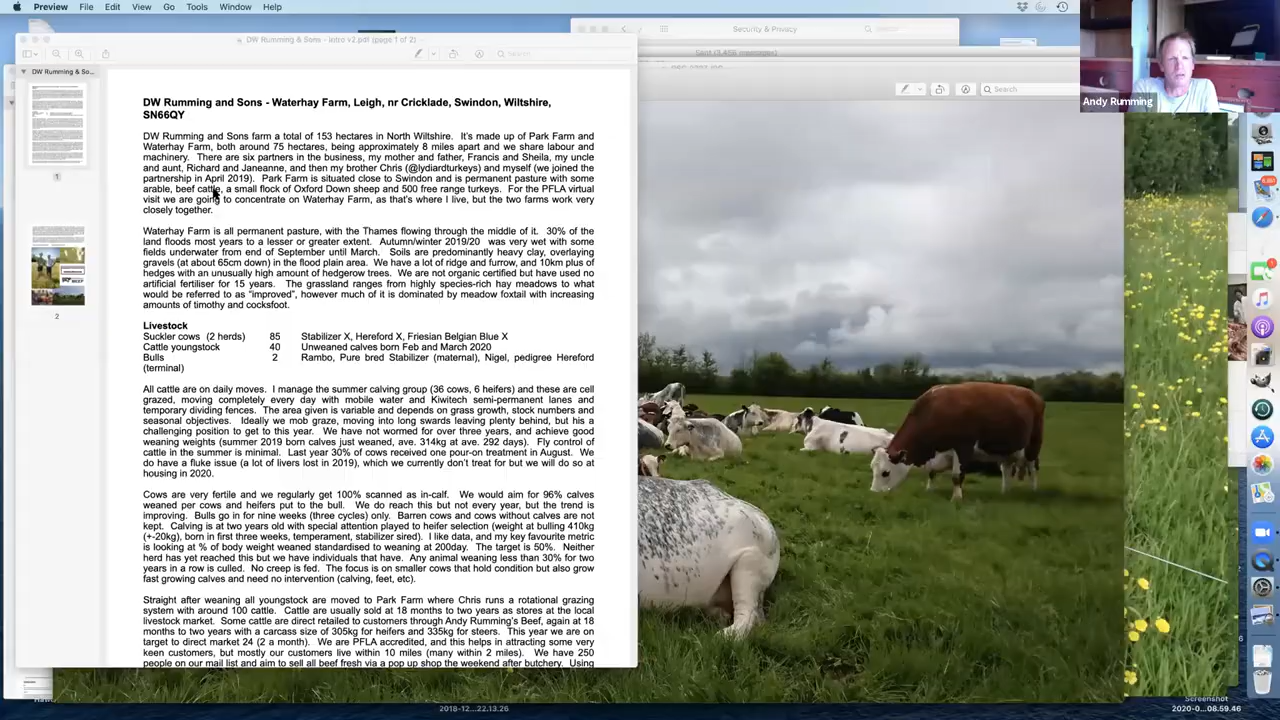 Preview File Edit View Go Tools Window Help
Security & Privacy
Search
DW Rumming & Sons - intro v2.pdf (page 1 of 2)
Search
Search
Andy Rumming
DW Rumming & So...
1
2
DW Rumming and Sons - Waterhay Farm, Leigh, nr Cricklade, Swindon, Wiltshire,
SN66QY
DW Rumming and Sons farm a total of 153 hectares in North Wiltshire. It's made up of Park Farm and
Waterhay Farm, both around 75 hectares, being approximately 8 miles apart and we share labour and
machinery. There are six partners in the business, my mother and father, Francis and Sheila, my uncle
and aunt, Richard and Janeanne, and then my brother Chris (@lydiardturkeys) and myself (we joined the
partnership in April 2019). Park Farm is situated close to Swindon and is permanent pasture with some
arable, beef cattle, a small flock of Oxford Down sheep and 500 free range turkeys. For the PFLA virtual
visit we are going to concentrate on Waterhay Farm, as that's where I live, but the two farms work very
closely together.
Waterhay Farm is all permanent pasture, with the Thames flowing through the middle of it. 30% of the
land floods most years to a lesser or greater extent. Autumn/winter 2019/20 was very wet with some
fields underwater from end of September until March. Soils are predominantly heavy clay, overlaying
gravels (at about 65cm down) in the flood plain area. We have a lot of ridge and furrow, and 10km plus of
hedges with an unusually high amount of hedgerow trees. We are not organic certified but have used no
artificial fertiliser for 15 years. The grassland ranges from highly species-rich hay meadows to what
would be referred to as "improved", however much of it is dominated by meadow foxtail with increasing
amounts of timothy and cocksfoot.
Livestock
Suckler cows (2 herds) 85 Stabilizer X, Hereford X, Friesian Belgian Blue X
Cattle youngstock 40 Unweaned calves born Feb and March 2020
Bulls 2 Rambo, Pure bred Stabilizer (maternal), Nigel, pedigree Hereford
(terminal)
All cattle are on daily moves. I manage the summer calving group (36 cows, 6 heifers) and these are cell
grazed, moving completely every day with mobile water and Kiwitech semi-permanent lanes and
temporary dividing fences. The area given is variable and depends on grass growth, stock numbers and
seasonal objectives. Ideally we mob graze, moving into long swards leaving plenty behind, but his a
challenging position to get to this year. We have not wormed for over three years, and achieve good
weaning weights (summer 2019 born calves just weaned, ave. 314kg at ave. 292 days). Fly control of
cattle in the summer is minimal. Last year 30% of cows received one pour-on treatment in August. We
do have a fluke issue (a lot of livers lost in 2019), which we currently don't treat for but we will do so at
housing in 2020.
Cows are very fertile and we regularly get 100% scanned as in-calf. We would aim for 96% calves
weaned per cows and heifers put to the bull. We do reach this but not every year, but the trend is
improving. Bulls go in for nine weeks (three cycles) only. Barren cows and cows without calves are not
kept. Calving is at two years old with special attention played to heifer selection (weight at bulling 410kg
(+-20kg), born in first three weeks, temperament, stabilizer sired). I like data, and my key favourite metric
is looking at % of body weight weaned standardised to weaning at 200day. The target is 50%. Neither
herd has yet reached this but we have individuals that have. Any animal weaning less than 30% for two
years in a row is culled. No creep is fed. The focus is on smaller cows that hold condition but also grow
fast growing calves and need no intervention (calving, feet, etc).
Straight after weaning all youngstock are moved to Park Farm where Chris runs a rotational grazing
system with around 100 cattle. Cattle are usually sold at 18 months to two years as stores at the local
livestock market. Some cattle are direct retailed to customers through Andy Rumming's Beef, again at 18
months to two years with a carcass size of 305kg for heifers and 335kg for steers. This year we are on
target to direct market 24 (2 a month). We are PFLA accredited, and this helps in attracting some very
keen customers, but mostly our customers live within 10 miles (many within 2 miles). We have 250
people on our mail list and aim to sell all beef fresh via a pop up shop the weekend after butchery. Using
2018-12...22.13.26
Screenshot
2020-0...08.59.46